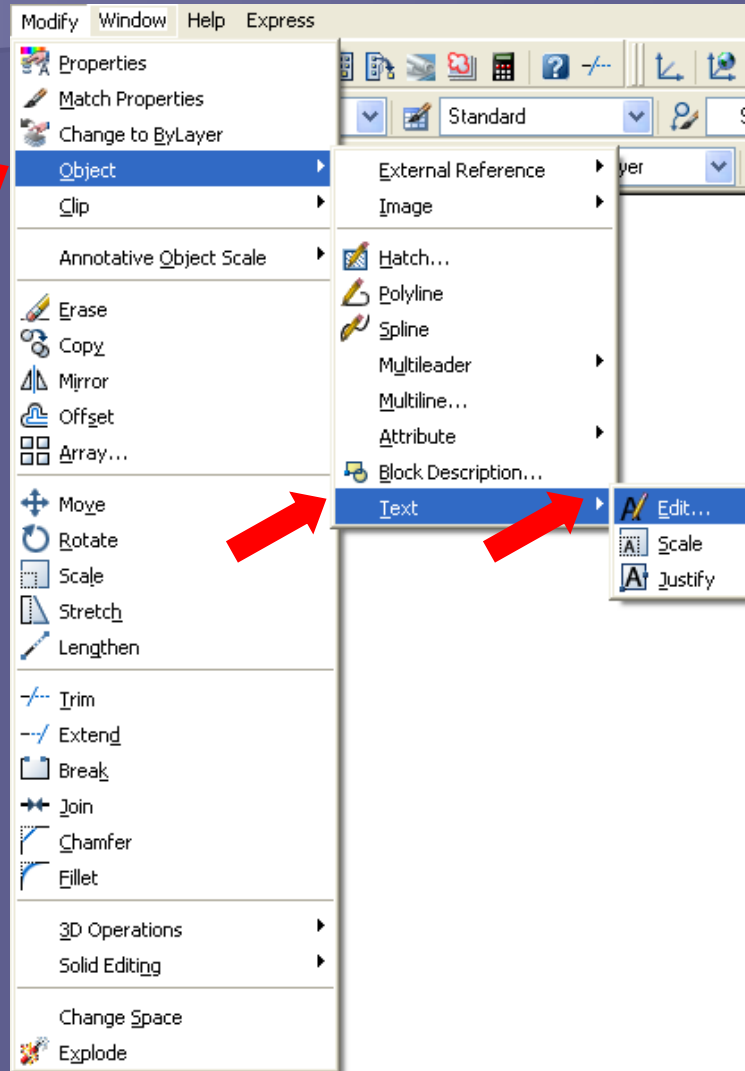 Modify Window Help Express
Properties
Match Properties
Change to ByLayer
Object
Clip
Annotative Object Scale
Erase
Copy
Mirror
Offset
Array...
Move
Rotate
Scale
Stretch
Lengthen
Trim
Extend
Break
Join
Chamfer
Fillet
3D Operations
Solid Editing
Change Space
Explode
Standard
yer
External Reference
Image
Hatch...
Polyline
Spline
Multileader
Multiline...
Attribute
Block Description...
Text
Edit...
Scale
Justify